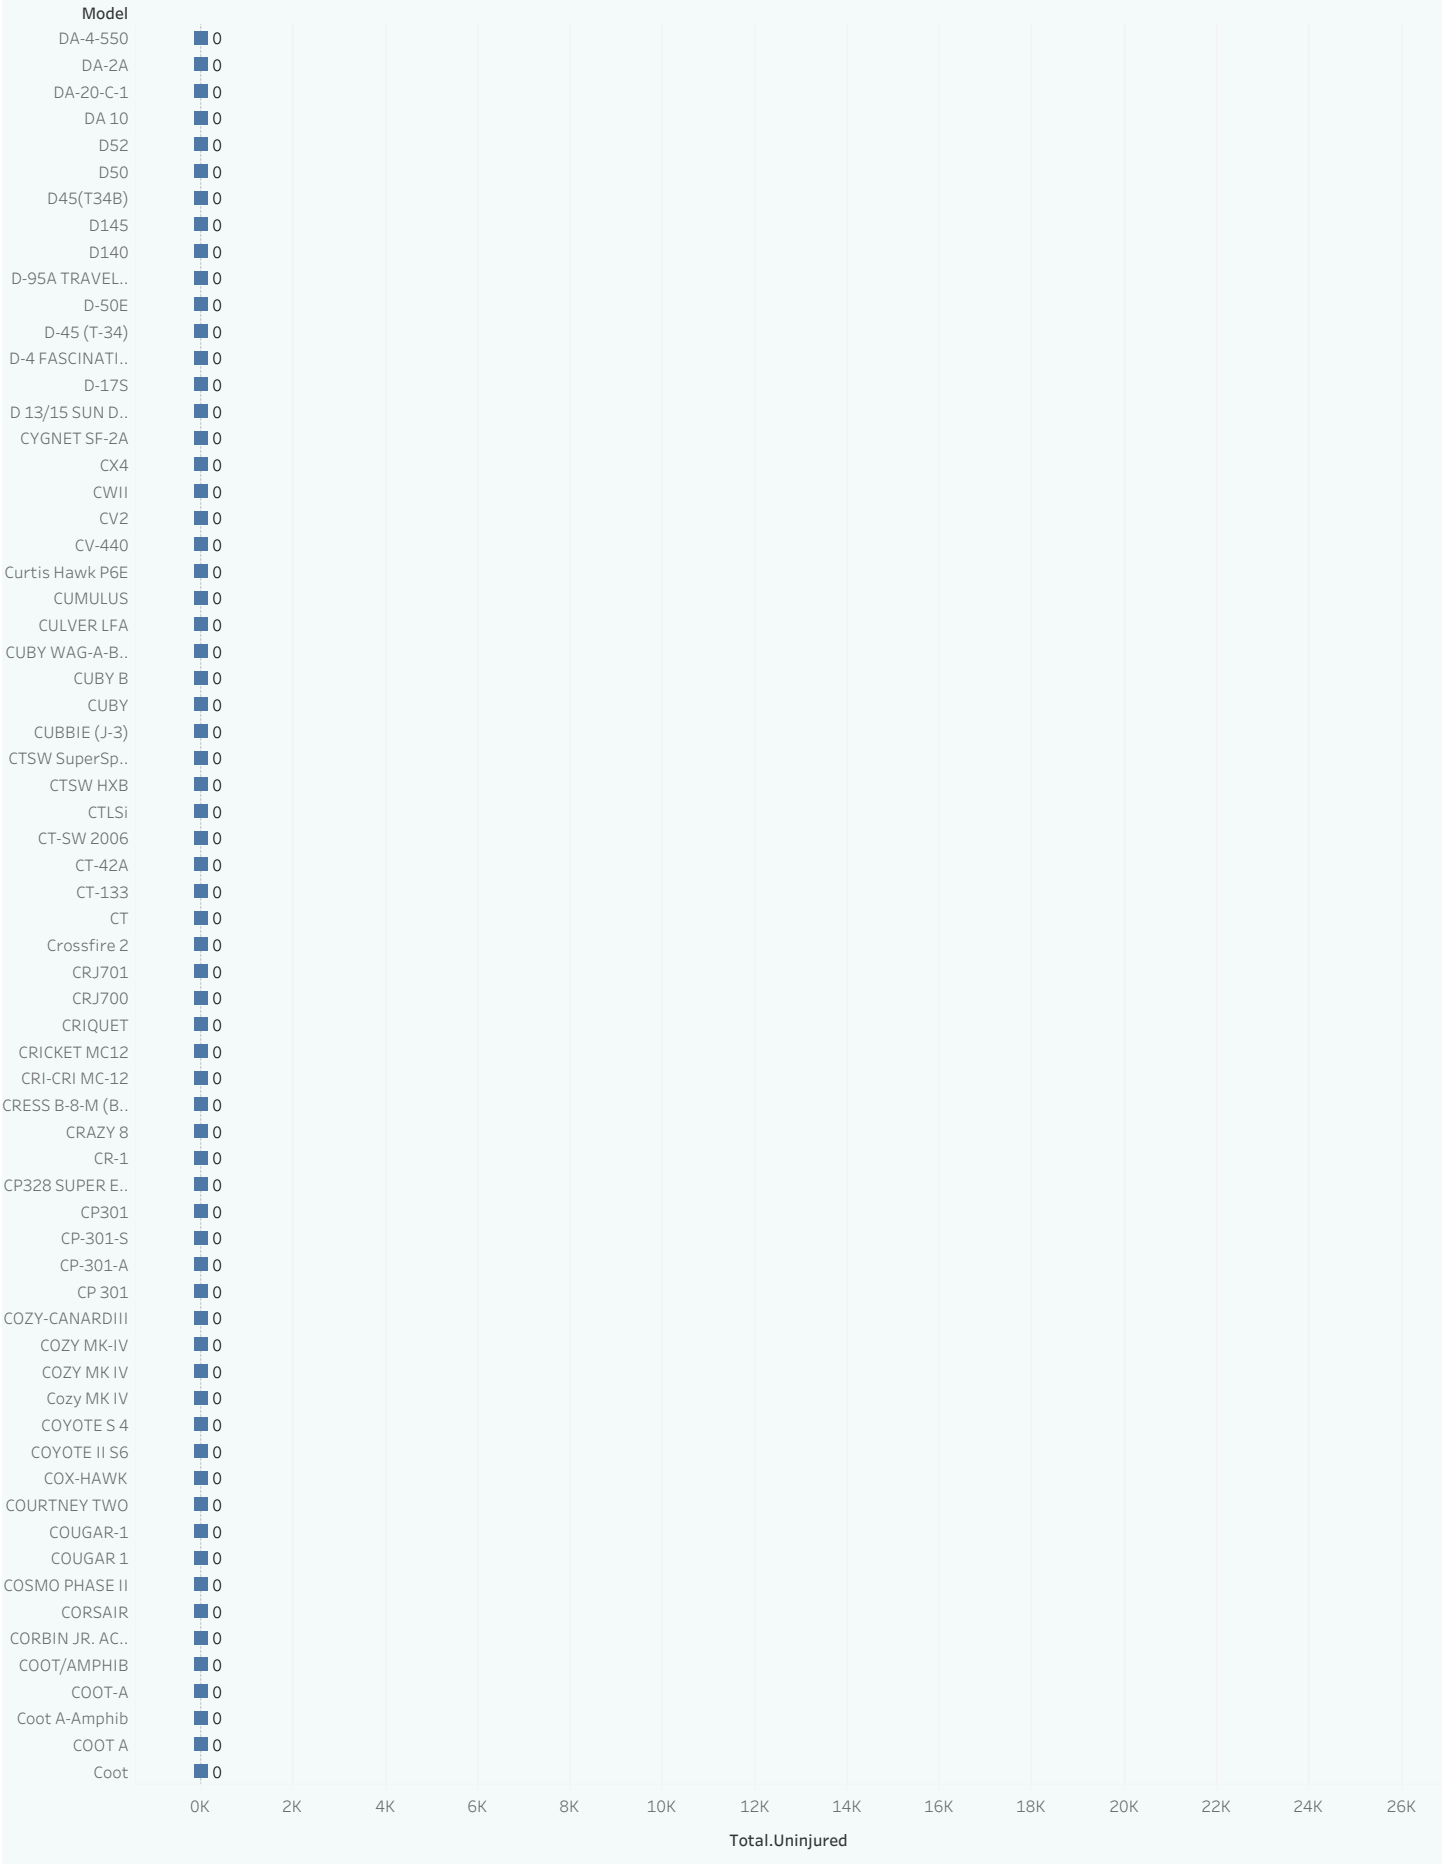 Model
DA-4-550 0
DA-2A 0
DA-20-C-1 0
DA 10 0
D52 0
D50 0
D45(T34B) 0
D145 0
D140 0
D-95A TRAVEL.. 0
D-50E 0
D-45 (T-34) 0
D-4 FASCINATI.. 0
D-17S 0
D 13/15 SUN D.. 0
CYGNET SF-2A 0
CX4 0
CWII 0
CV2 0
CV-440 0
Curtis Hawk P6E 0
CUMULUS 0
CULVER LFA 0
CUBY WAG-A-B.. 0
CUBY B 0
CUBY 0
CUBBIE (J-3) 0
CTSW SuperSp.. 0
CTSW HXB 0
CTLSi 0
CT-SW 2006 0
CT-42A 0
CT-133 0
CT 0
Crossfire 2 0
CRJ701 0
CRJ700 0
CRIQUET 0
CRICKET MC12 0
CRI-CRI MC-12 0
CRESS B-8-M (B.. 0
CRAZY 8 0
CR-1 0
CP328 SUPER E.. 0
CP301 0
CP-301-S 0
CP-301-A 0
CP 301 0
COZY-CANARDIII 0
COZY MK-IV 0
COZY MK IV 0
Cozy MK IV 0
COYOTE S 4 0
COYOTE II S6 0
COX-HAWK 0
COURTNEY TWO 0
COUGAR-1 0
COUGAR 1 0
COSMO PHASE II 0
CORSAIR 0
CORBIN JR. AC.. 0
COOT/AMPHIB 0
COOT-A 0
Coot A-Amphib 0
COOT A 0
Coot 0
0K 2K 4K 6K 8K 10K 12K 14K 16K 18K 20K 22K 24K 26K
Total.Uninjured